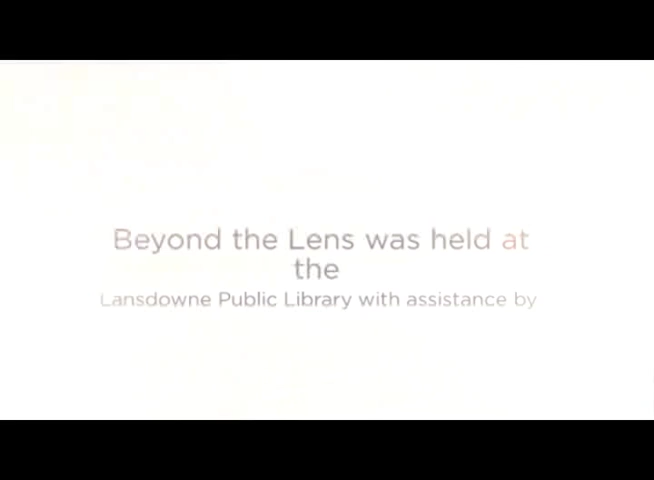 Beyond the Lens was held at
the
Lansdowne Public Library with assistance by